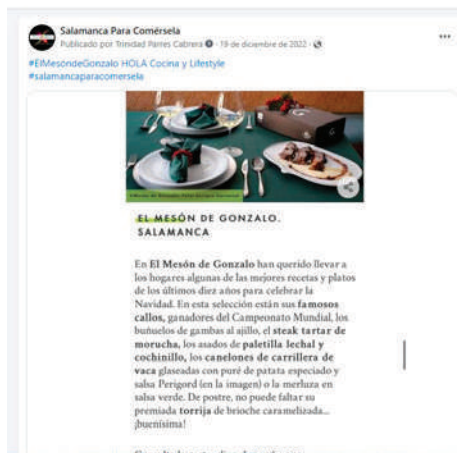 Salamanca Para Comérsela
Publicado por Trinidad Parres Cabrera · 19 de diciembre de 2022 ·
#ElMesóndeGonzalo HOLA Cocina y Lifestyle
#salamancaparacomersela
EL MESÓN DE GONZALO.
SALAMANCA
En El Mesón de Gonzalo han querido llevar a
los hogares algunas de las mejores recetas y platos
de los últimos diez años para celebrar la
Navidad. En esta selección están sus famosos
callos, ganadores del Campeonato Mundial, los
buñuelos de gambas al ajillo, el steak tartar de
morucha, los asados de paletilla lechal y
cochinillo, los canelones de carrillera de
vaca glaseadas con puré de patata especiado y
salsa Perigord (en la imagen) o la merluza en
salsa verde. De postre, no puede faltar su
premiada torrija de brioche caramelizada...
¡buenísima!